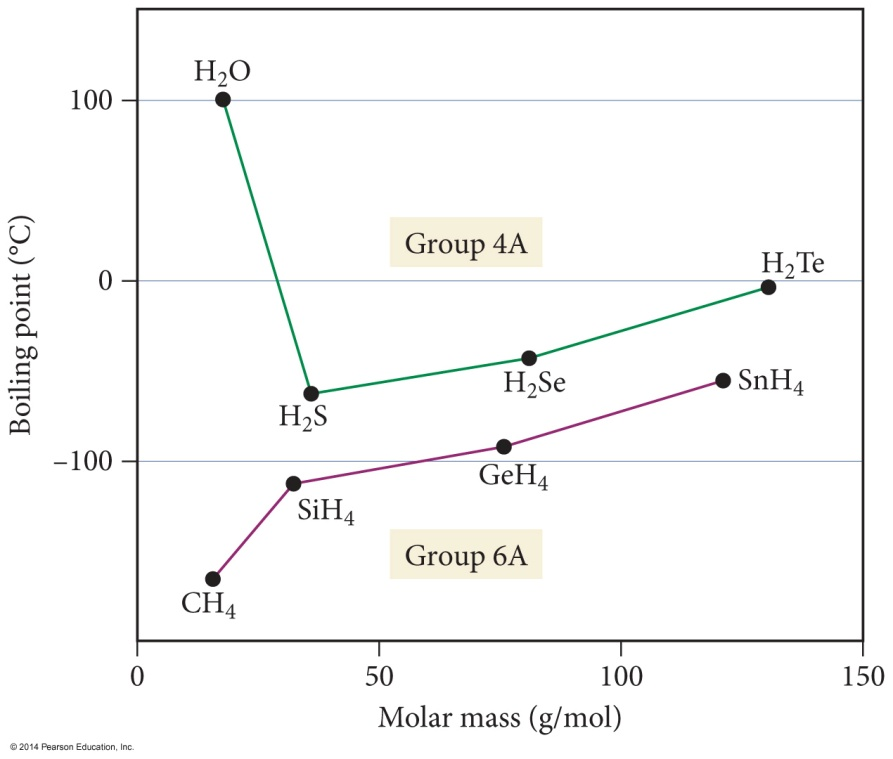 H₂O
100
Group 4A
H₂Te
0
H₂Se
SnH₄
H₂S
−100
GeH₄
SiH₄
Group 6A
CH₄
Boiling point (°C)
0
50
100
150
Molar mass (g/mol)
© 2014 Pearson Education, Inc.